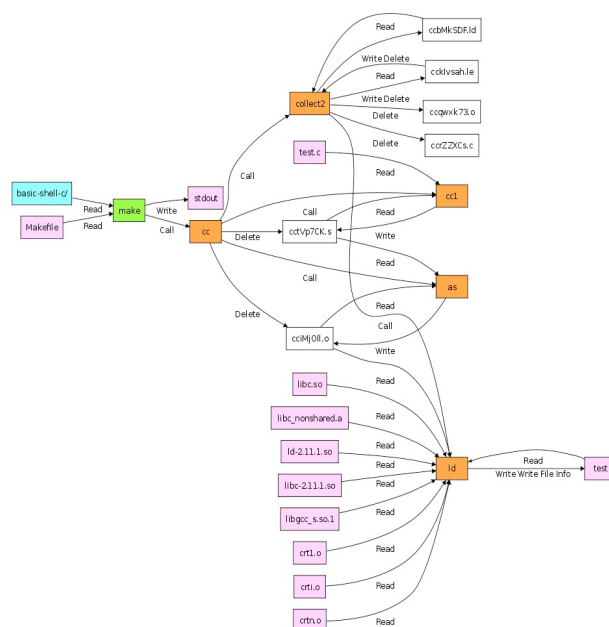 Read
ccbMkSDF.ld
Write Delete
ccklvsah.le
Read
collect2
Write Delete
ccqwxk73.o
Delete
ccrZZXCs.c
Delete
test.c
Read
Call
basic-shell-c/
stdout
cc1
Read
make
Write
Call
Read
Makefile
Read
Call
cc
Delete
cctVp7CK.s
Write
Read
Call
as
Read
Delete
Call
cciMj0ll.o
Write
libc.so
Read
libc_nonshared.a
Read
ld-2.11.1.so
Read
Read
Read
ld
test
libc-2.11.1.so
Read
Write Write File Info
libgcc_s.so.1
Read
crt1.o
Read
crti.o
Read
crtn.o
Read